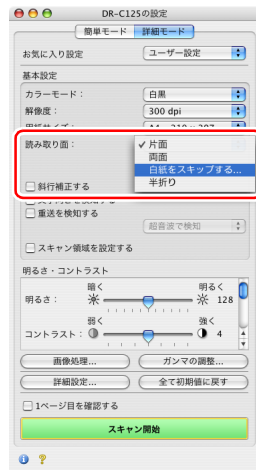 DR-C125の設定
簡単モード 詳細モード
お気に入り設定 ユーザー設定
基本設定
カラーモード： 白黒
解像度： 300 dpi
読み取り面： ✓片面
両面
白紙をスキップする...
半折り
斜行補正する
重送を検知する
超音波で検知
スキャン領域を設定する
明るさ・コントラスト
暗く 明るく
明るさ： 128
弱く 強く
コントラスト： 4
画像処理... ガンマの調整...
詳細設定... 全て初期値に戻す
1ページ目を確認する
スキャン開始